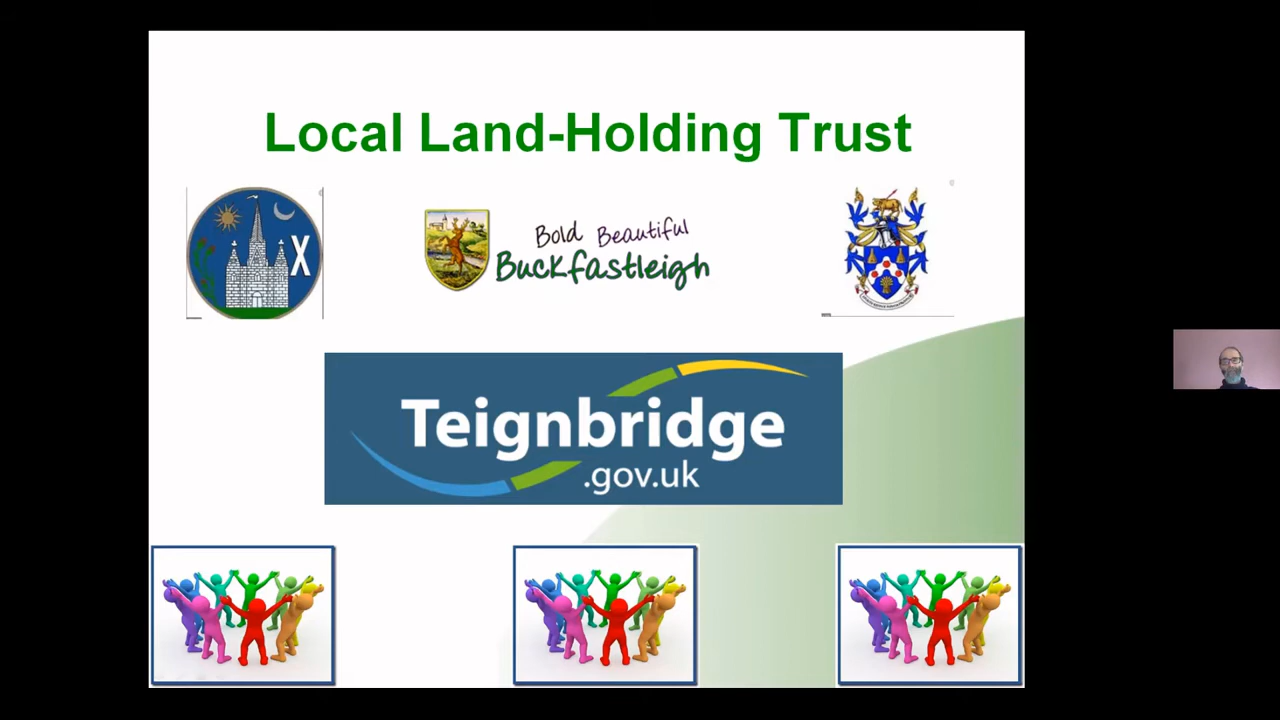 Local Land-Holding Trust
X
Bold Beautiful
Buckfastleigh
Teignbridge
.gov.uk